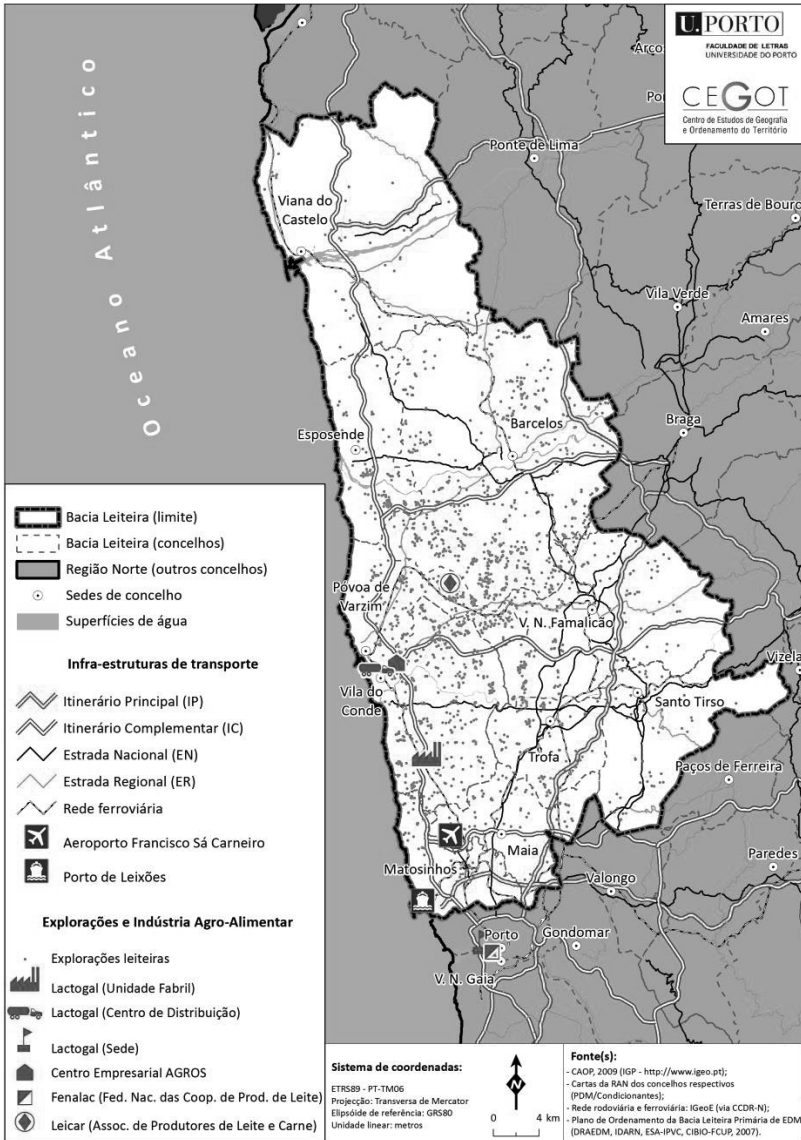 U. PORTO
FACULDADE DE LETRAS
UNIVERSIDADE DO PORTO
CEGOT
Centro de Estudos de Geografia
e Ordenamento do Território
Oceano Atlântico
Arco
Po
Ponte de Lima
Viana do
Castelo
Terras de Bouro
Vila Verde
Amares
Esposende
Barcelos
Braga
Póvoa de
Varzim
V. N. Famalicão
Vizela
Vila do
Conde
Santo Tirso
Trofa
Paços de Ferreira
Maia
Matosinhos
Paredes
Valongo
Porto
Gondomar
V. N. Gaia
Bacia Leiteira (limite)
Bacia Leiteira (concelhos)
Região Norte (outros concelhos)
Sedes de concelho
Superfícies de água
Infra-estruturas de transporte
Itinerário Principal (IP)
Itinerário Complementar (IC)
Estrada Nacional (EN)
Estrada Regional (ER)
Rede ferroviária
Aeroporto Francisco Sá Carneiro
Porto de Leixões
Explorações e Indústria Agro-Alimentar
Explorações leiteiras
Lactogal (Unidade Fabril)
Lactogal (Centro de Distribuição)
Lactogal (Sede)
Centro Empresarial AGROS
Fenalac (Fed. Nac. das Coop. de Prod. de Leite)
Leicar (Assoc. de Produtores de Leite e Carne)
Sistema de coordenadas:
ETRS89 - PT-TM06
Projecção: Transversa de Mercator
Elipsóide de referência: GRS80
Unidade linear: metros
N
0 4 km
Fonte(s):
- CAOP, 2009 (IGP - http://www.igeo.pt);
- Cartas da RAN dos concelhos respectivos
(PDM/Condicionantes);
- Rede rodoviária e ferroviária: IGeoE (via CCDR-N);
- Plano de Ordenamento da Bacia Leiteira Primária de EDM
(DRAEDM, IDARN, ESA-IPVC, CIBIO-FCUP, 2007).